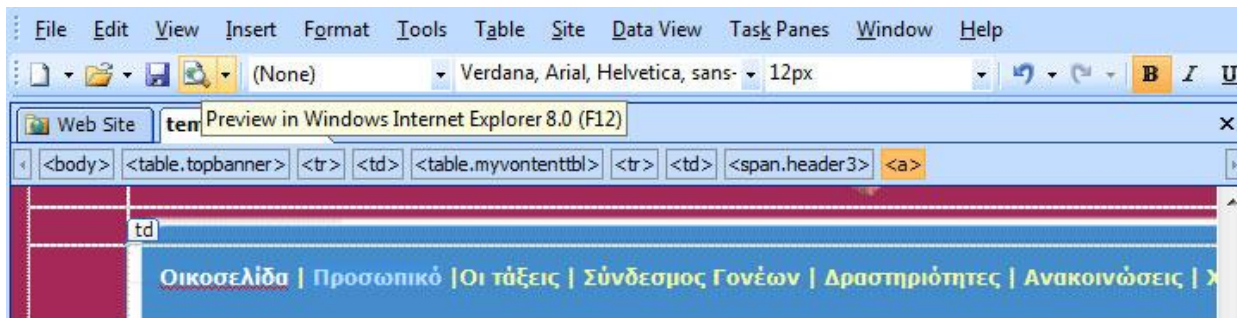 File Edit View Insert Format Tools Table Site Data View Task Panes Window Help
(None) Verdana, Arial, Helvetica, sans- 12px B I U
Web Site tem Preview in Windows Internet Explorer 8.0 (F12)
<body> <table.topbanner> <tr> <td> <table.myvontenttbl> <tr> <td> <span.header3> <a>
td
Οικοσελίδα | Προσωπικό |Οι τάξεις | Σύνδεσμος Γονέων | Δραστηριότητες | Ανακοινώσεις |